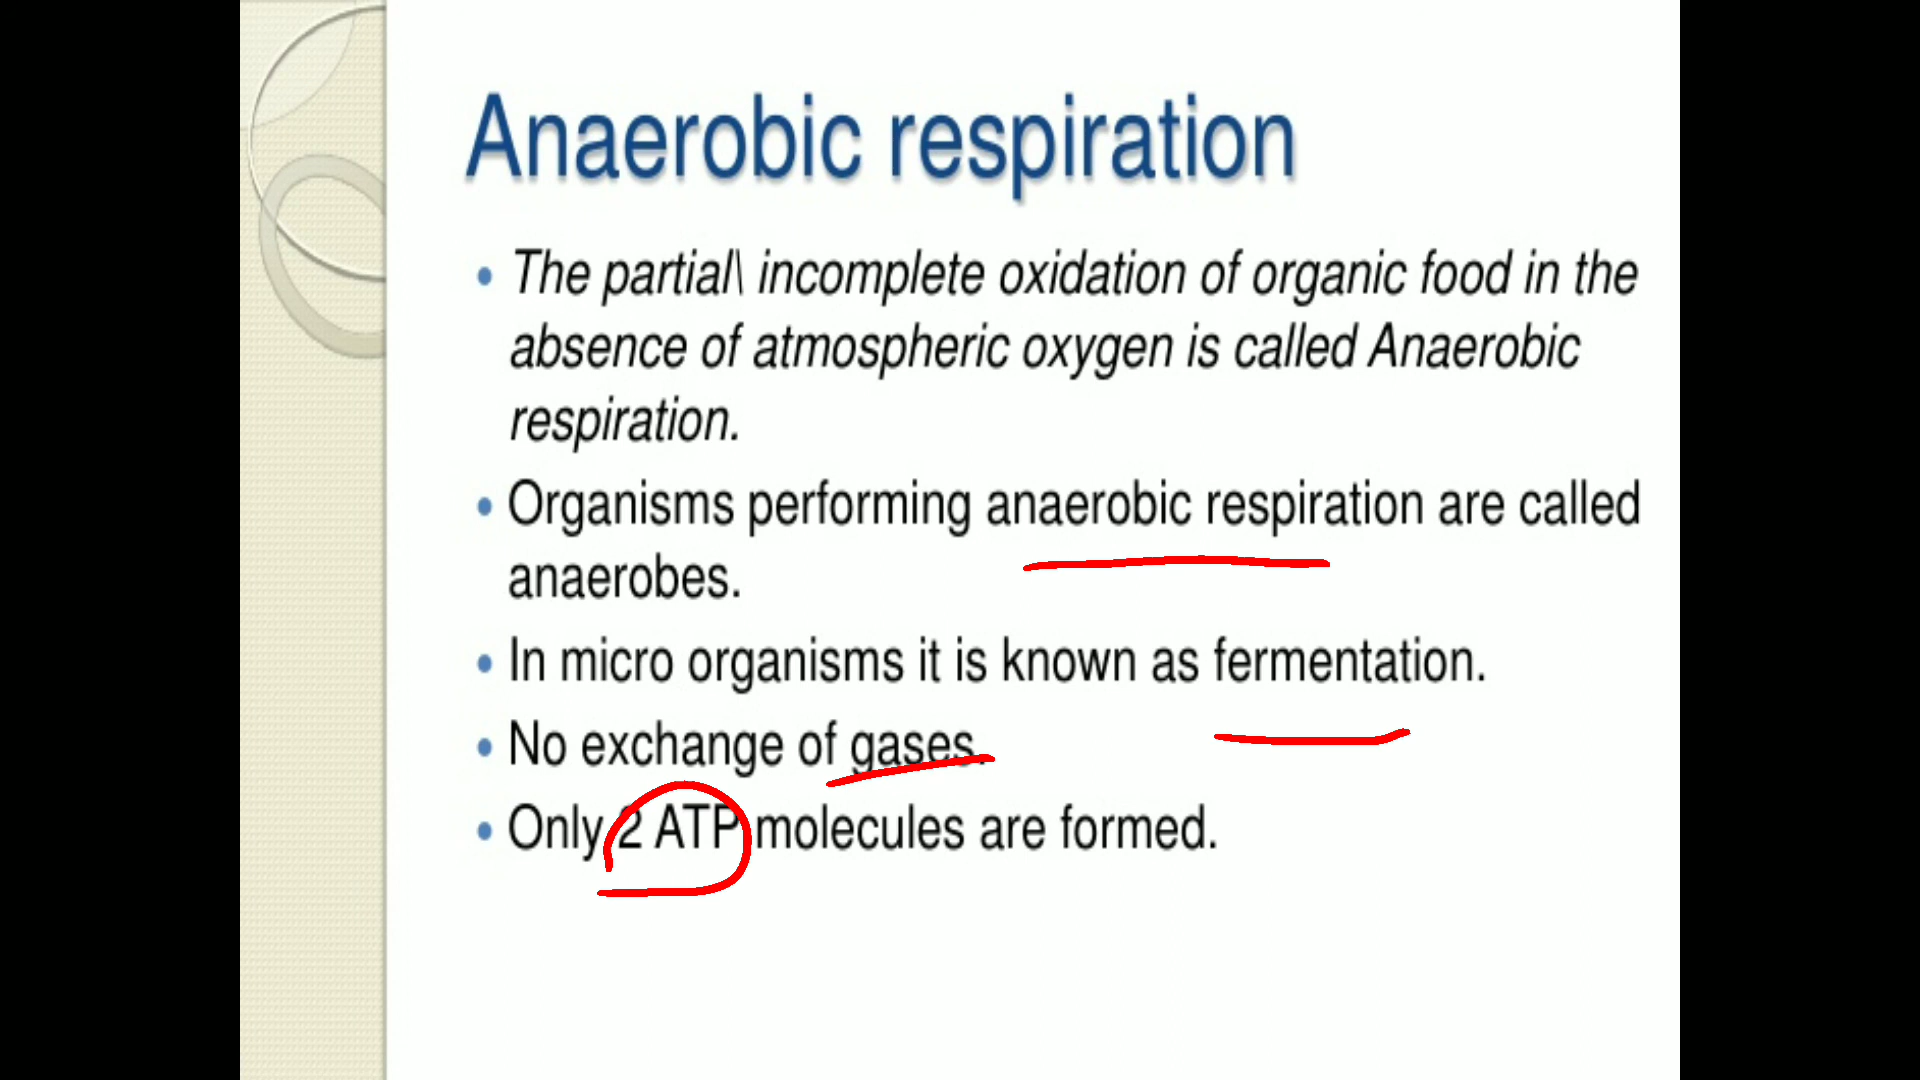 Anaerobic respiration
• The partial\ incomplete oxidation of organic food in the
absence of atmospheric oxygen is called Anaerobic
respiration.
• Organisms performing anaerobic respiration are called
anaerobes.
• In micro organisms it is known as fermentation.
• No exchange of gases.
• Only 2 ATP molecules are formed.